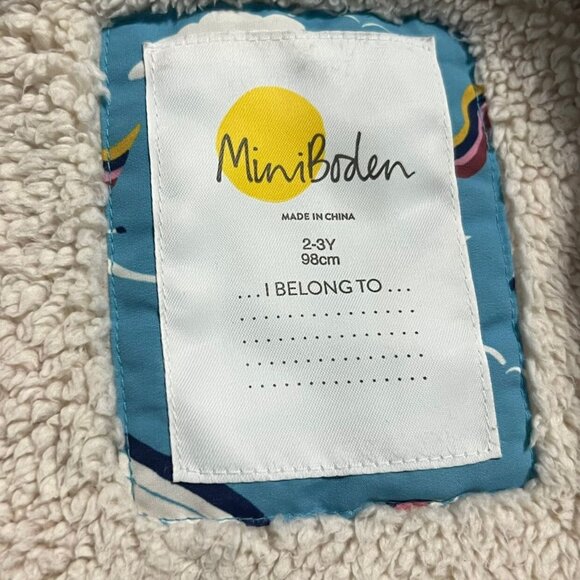 MiniBoden
MADE IN CHINA
2-3Y
98cm
...I BELONG TO...